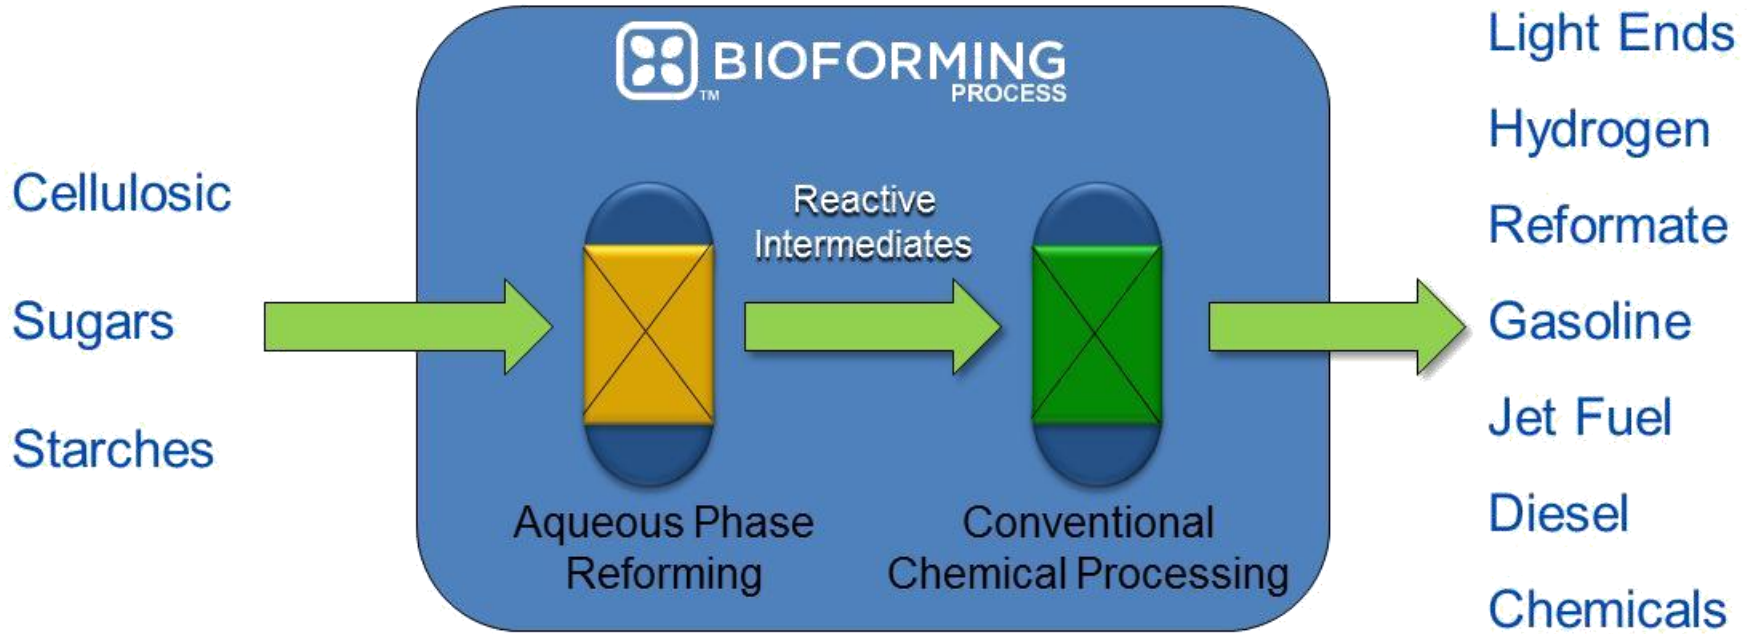 BIOFORMING
TM
PROCESS
Cellulosic
Sugars
Starches
Reactive
Intermediates
Aqueous Phase
Reforming
Conventional
Chemical Processing
Light Ends
Hydrogen
Reformate
Gasoline
Jet Fuel
Diesel
Chemicals